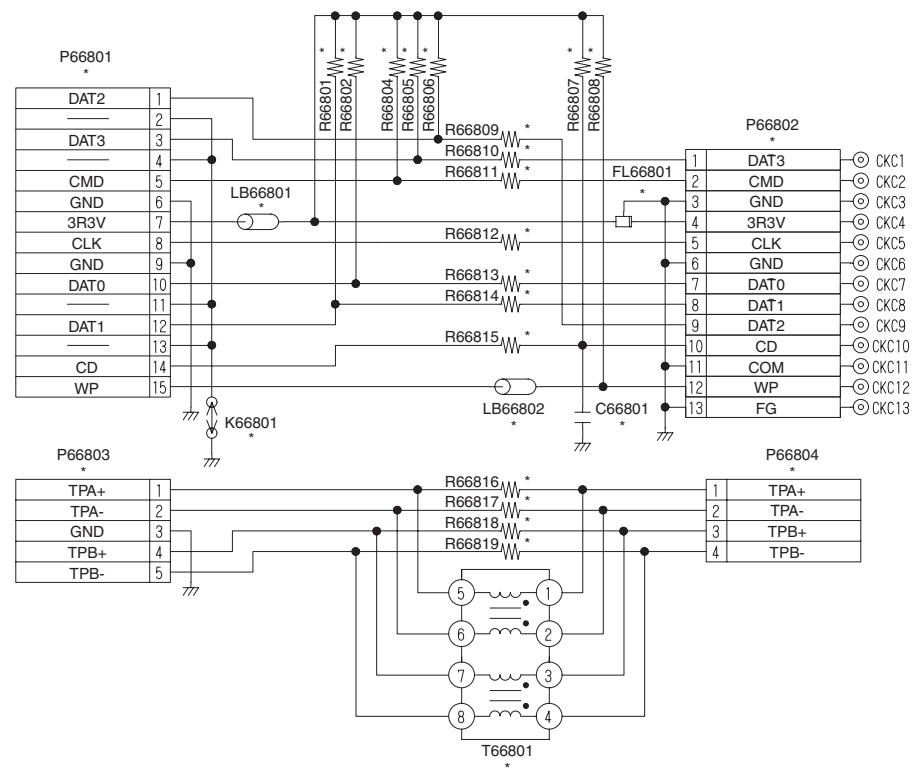 P66801
*
DAT2 1
2
DAT3 3
4
CMD 5
GND 6
3R3V 7
CLK 8
GND 9
DAT0 10
11
DAT1 12
13
CD 14
WP 15
LB66801
*
K66801
*
R66801 *
R66802 *
R66804 *
R66805 *
R66806 *
R66807 *
R66808 *
R66809 *
R66810 *
R66811 *
R66812 *
R66813 *
R66814 *
R66815 *
FL66801
*
LB66802
*
C66801
*
P66802
*
1 DAT3 CKC1
2 CMD CKC2
3 GND CKC3
4 3R3V CKC4
5 CLK CKC5
6 GND CKC6
7 DAT0 CKC7
8 DAT1 CKC8
9 DAT2 CKC9
10 CD CKC10
11 COM CKC11
12 WP CKC12
13 FG CKC13
P66803
*
TPA+ 1
TPA- 2
GND 3
TPB+ 4
TPB- 5
R66816 *
R66817 *
R66818 *
R66819 *
P66804
*
1 TPA+
2 TPA-
3 TPB+
4 TPB-
5 1
6 2
7 3
8 4
T66801
*